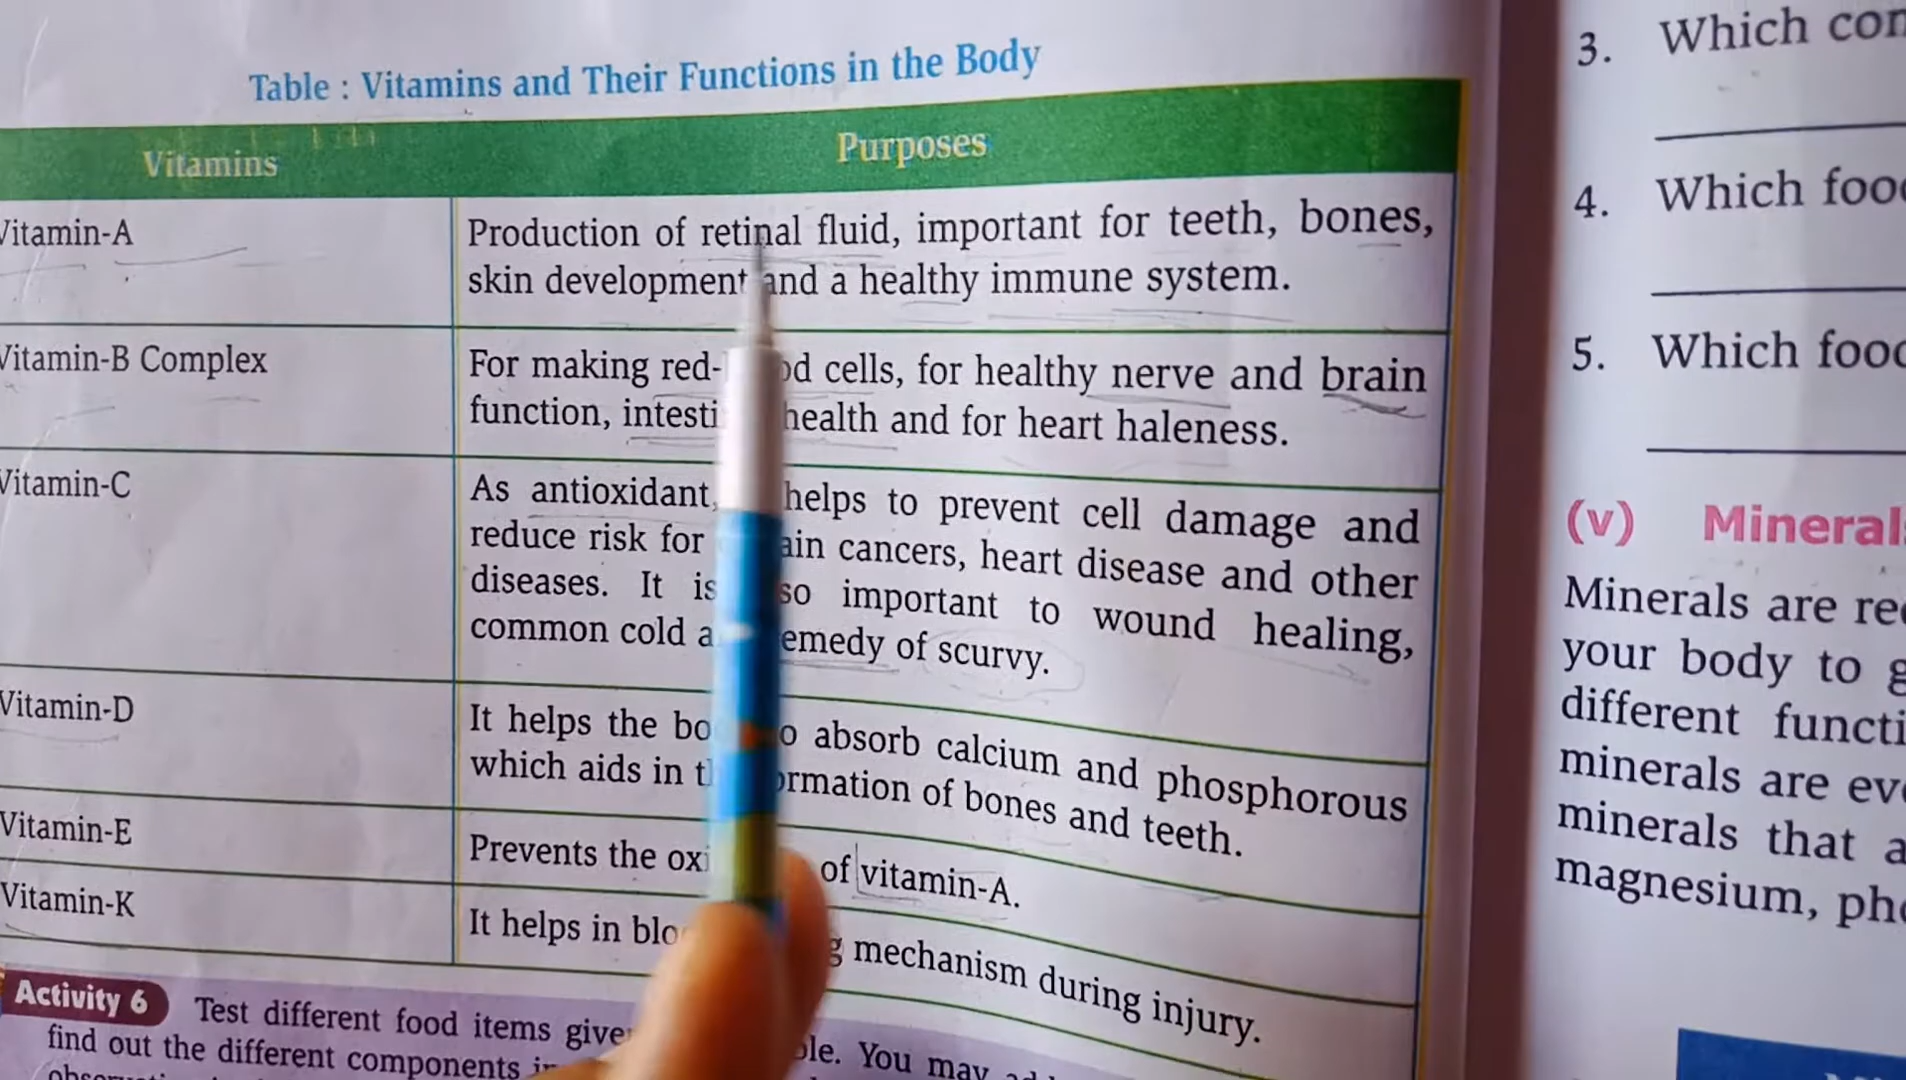 Table : Vitamins and Their Functions in the Body
Vitamins
Purposes
Vitamin-A
Production of retinal fluid, important for teeth, bones,
skin development and a healthy immune system.
Vitamin-B Complex
For making red- cells, for healthy nerve and brain
function, health and for heart haleness.
Vitamin-C
As antioxidant, helps to prevent cell damage and
reduce risk for cancers, heart disease and other
diseases. It is important to wound healing,
common cold of scurvy.
Vitamin-D
It helps the absorb calcium and phosphorous
which aids in of bones and teeth.
Vitamin-E
Prevents the of vitamin-A.
Vitamin-K
It helps in mechanism during injury.
Activity 6 Test different food items You may
find out the different components
3. Which
4. Which
5. Which
(v) Minerals
Minerals are
your body to
different
minerals are
minerals that
magnesium,